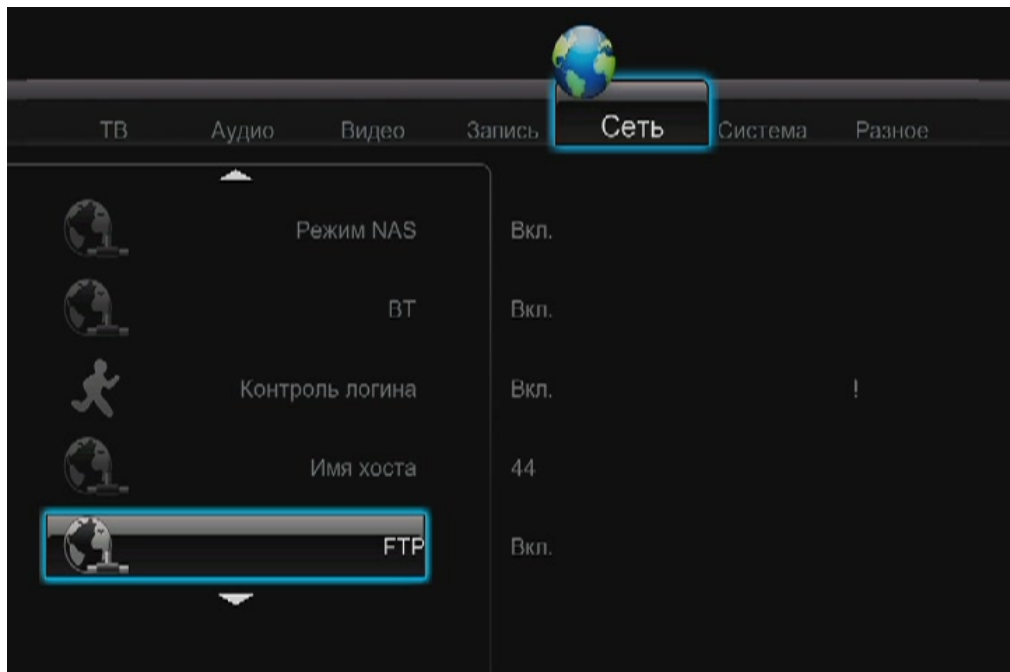 ТВ Аудио Видео Запись Сеть Система Разное
Режим NAS Вкл.
BT Вкл.
Контроль логина Вкл. !
Имя хоста 44
FTP Вкл.